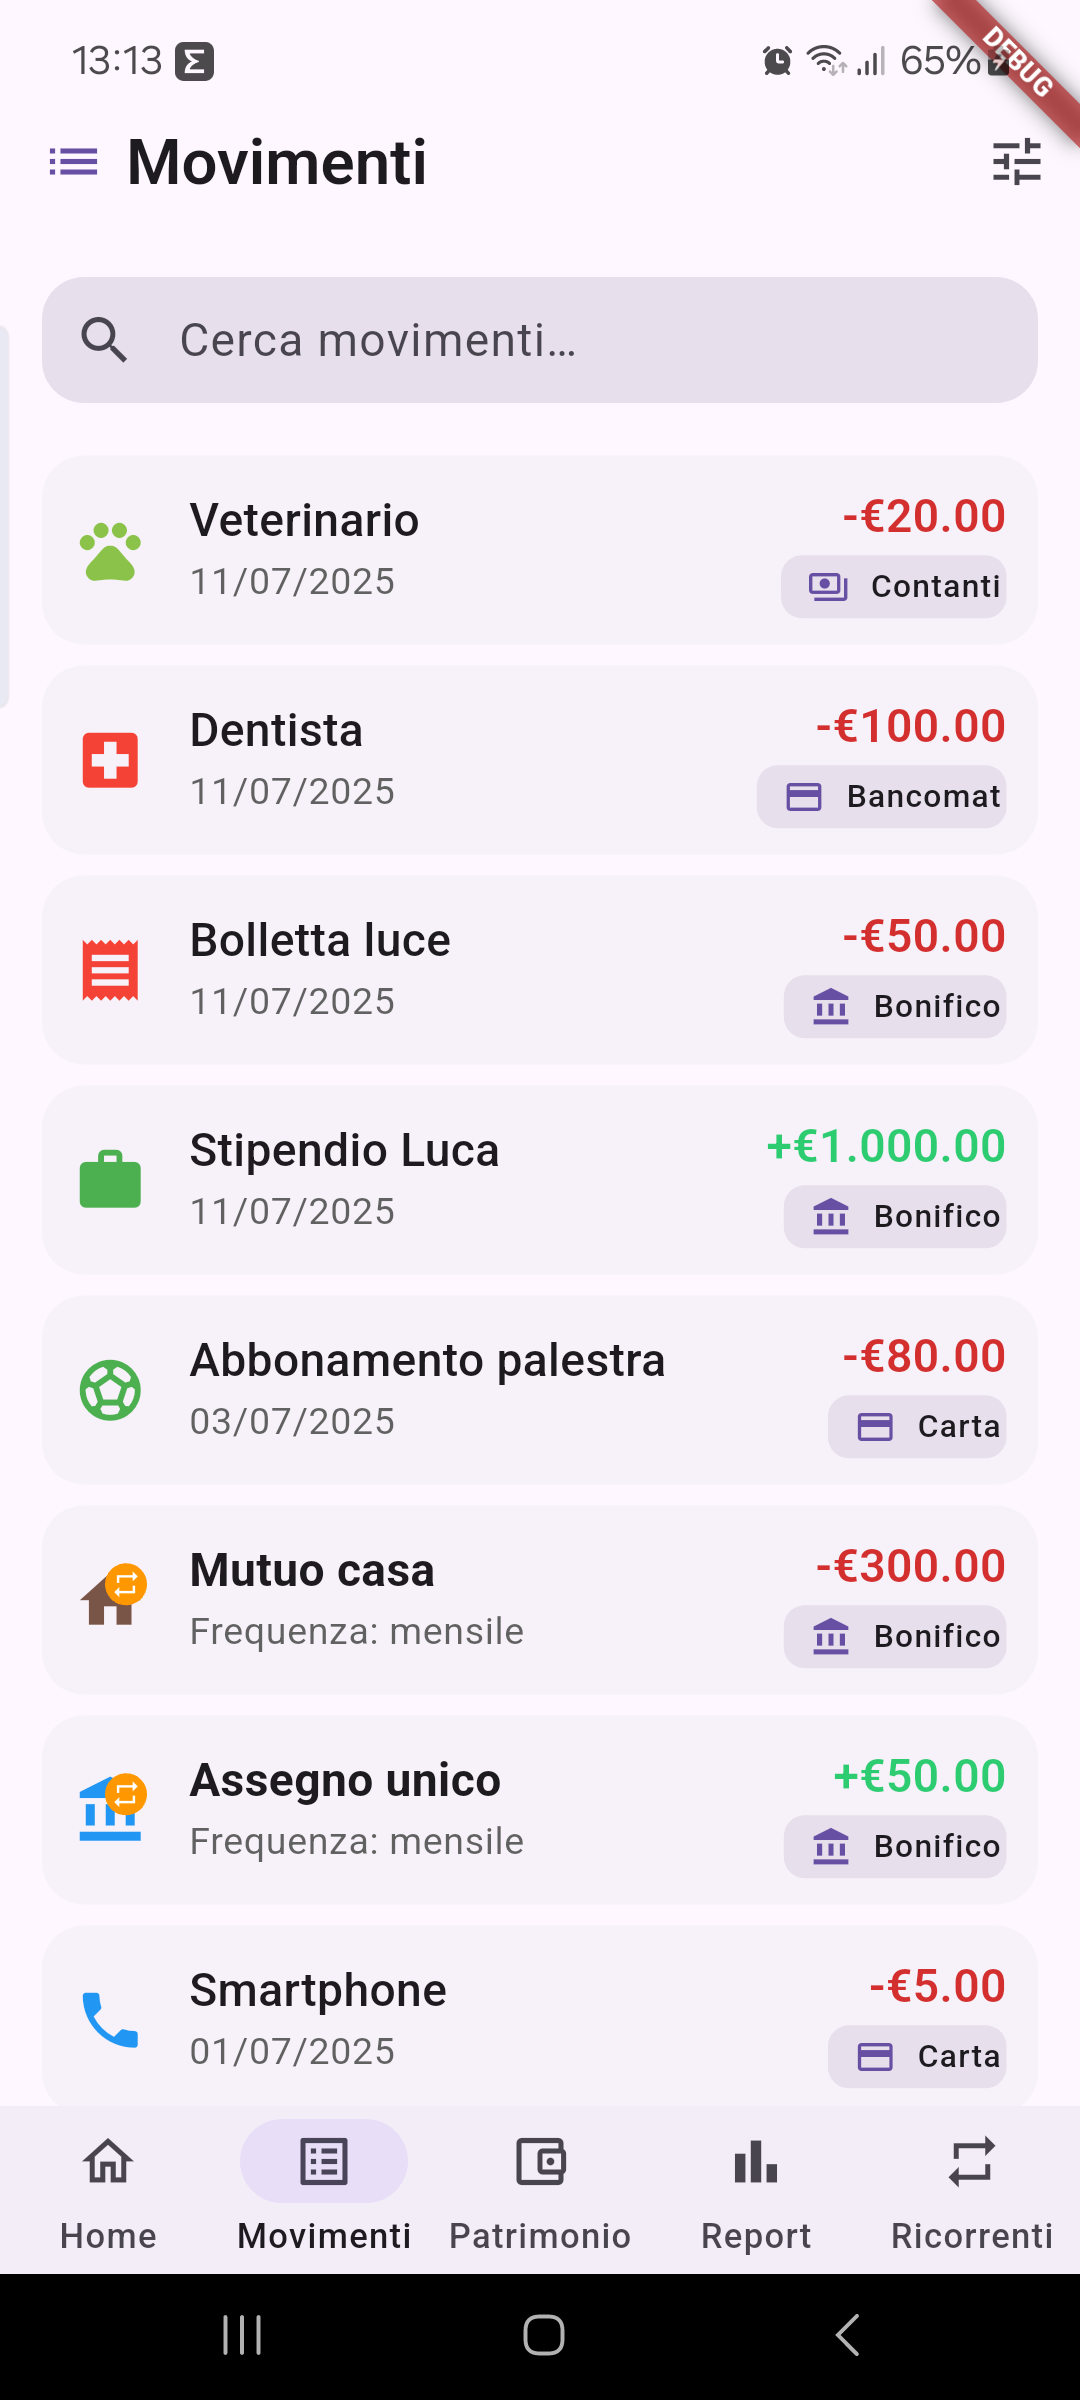 13:13
65%
DEBUG
Movimenti
Cerca movimenti…
Veterinario
-€20.00
11/07/2025
Contanti
Dentista
-€100.00
11/07/2025
Bancomat
Bolletta luce
-€50.00
11/07/2025
Bonifico
Stipendio Luca
+€1.000.00
11/07/2025
Bonifico
Abbonamento palestra
-€80.00
03/07/2025
Carta
Mutuo casa
-€300.00
Frequenza: mensile
Bonifico
Assegno unico
+€50.00
Frequenza: mensile
Bonifico
Smartphone
-€5.00
01/07/2025
Carta
Home
Movimenti
Patrimonio
Report
Ricorrenti